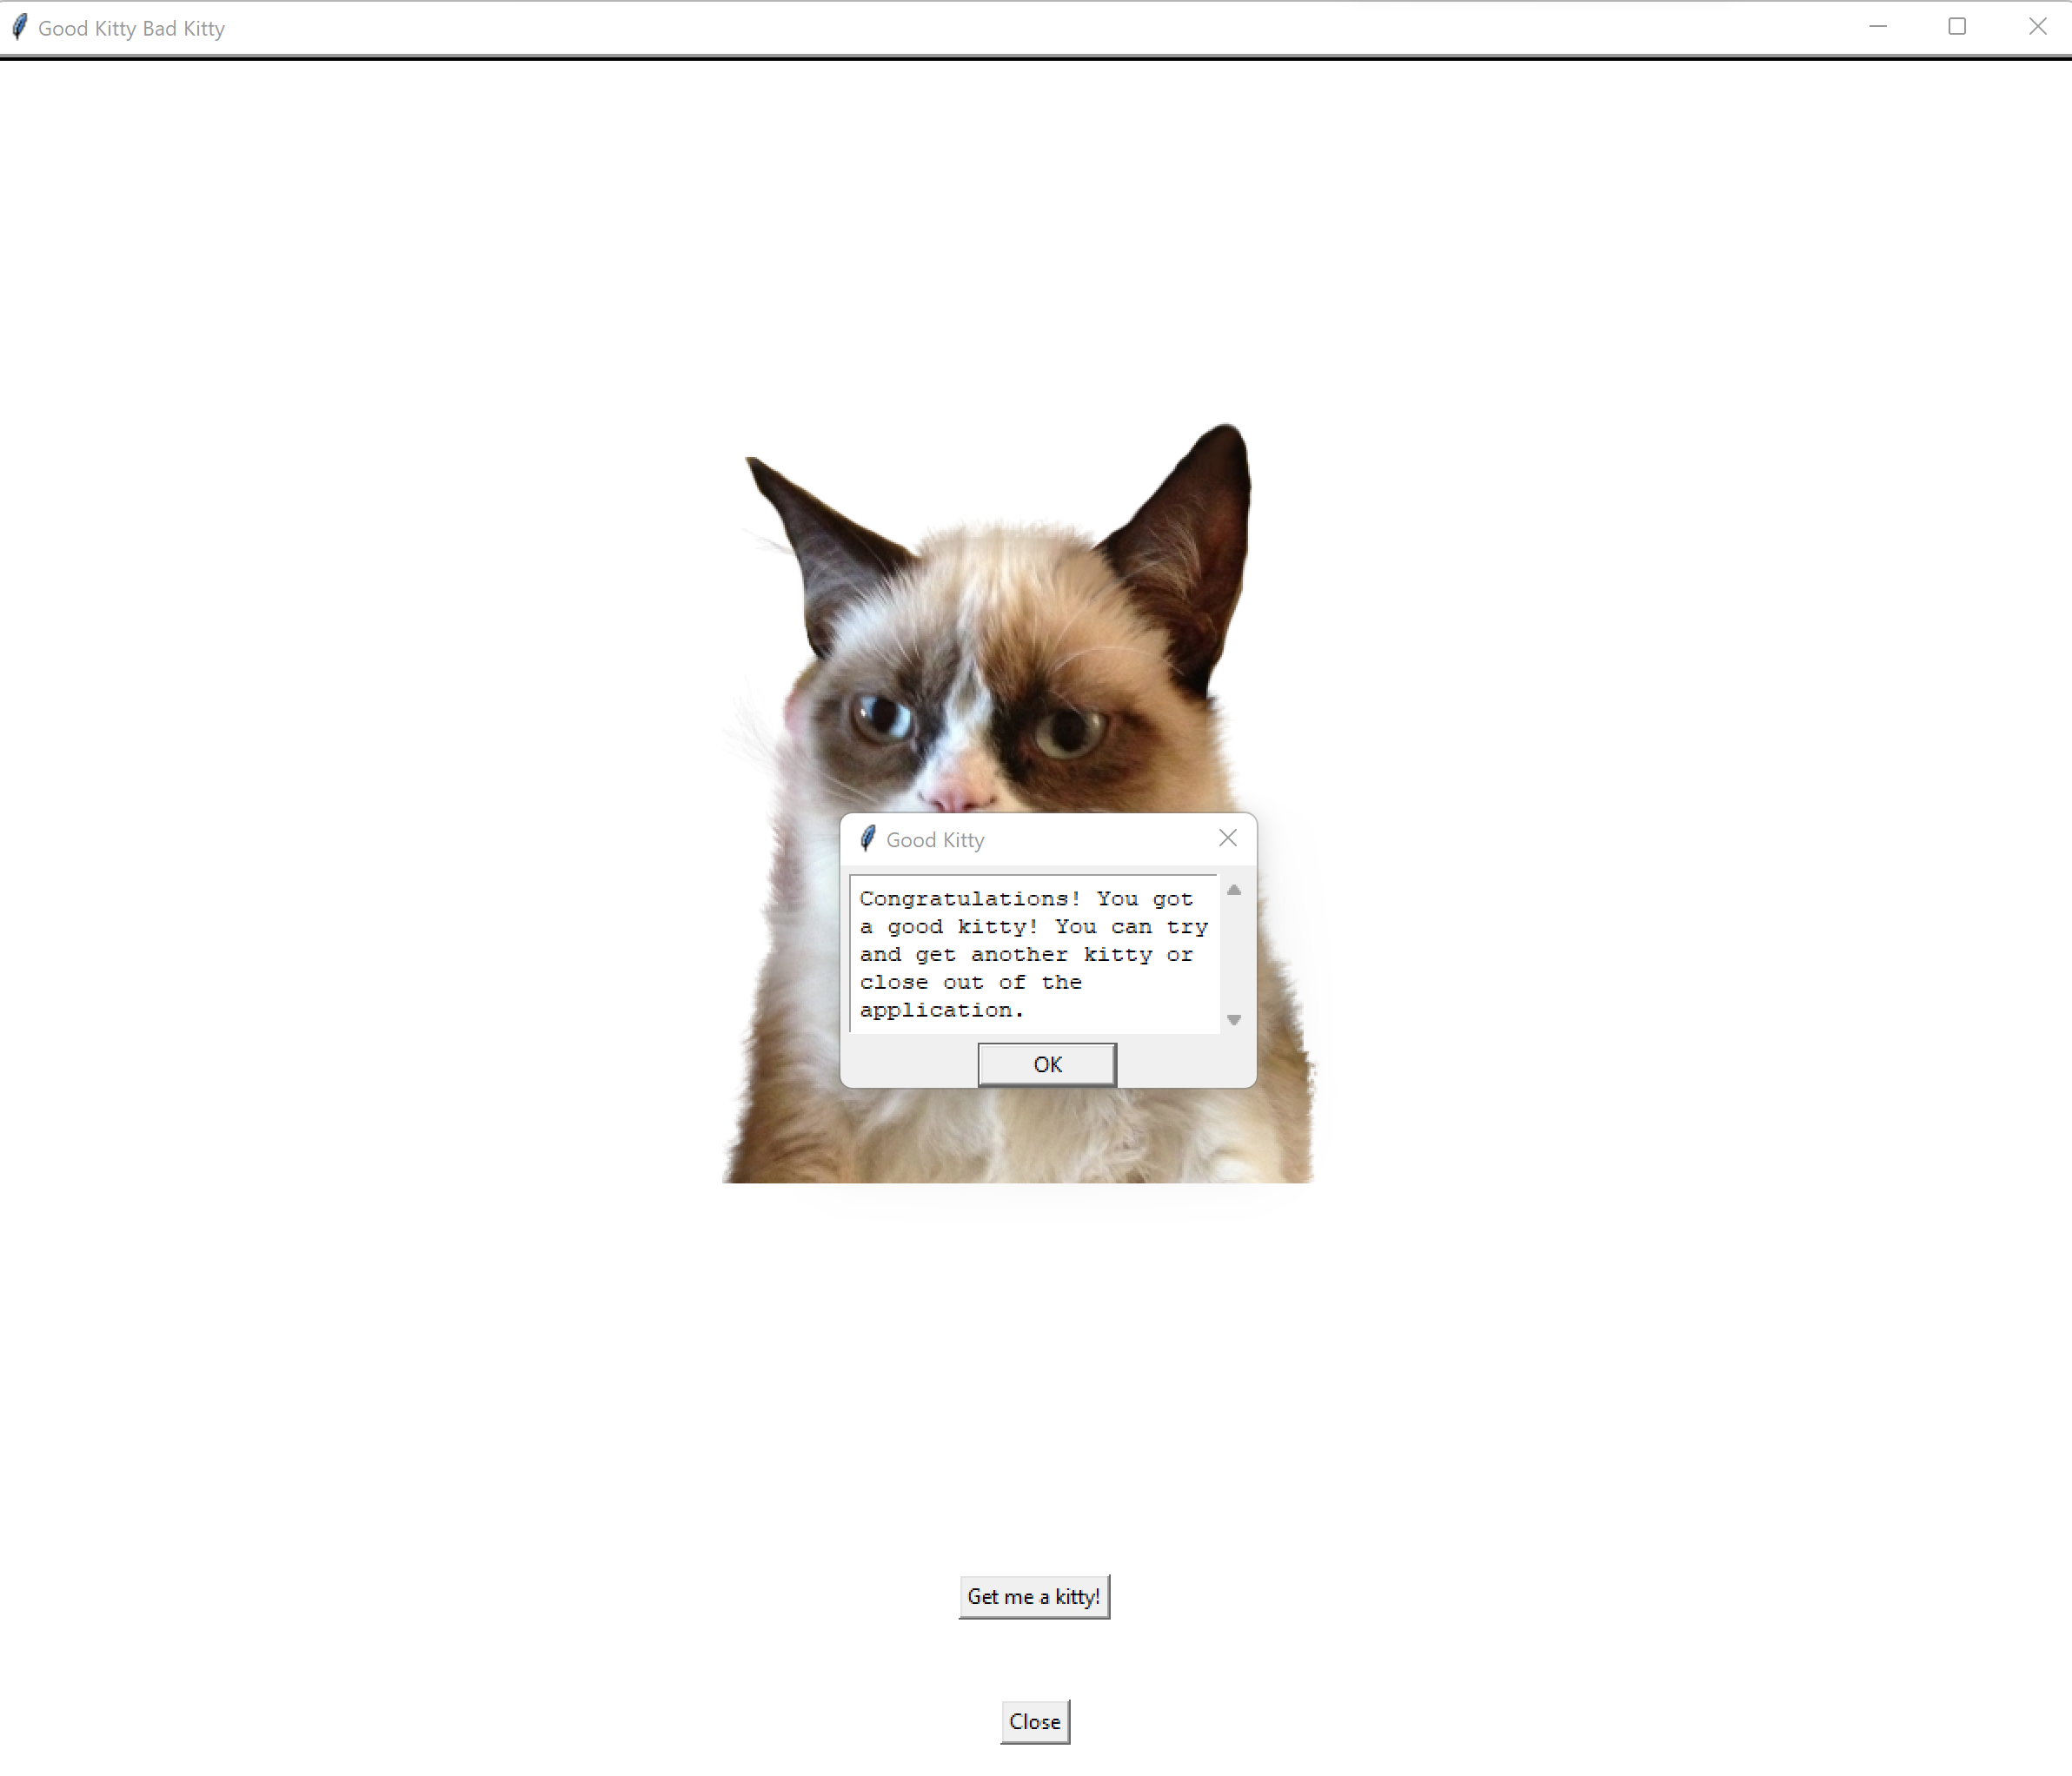 Good Kitty Bad Kitty
Good Kitty
Congratulations! You got
a good kitty! You can try
and get another kitty or
close out of the
application.
OK
Get me a kitty!
Close